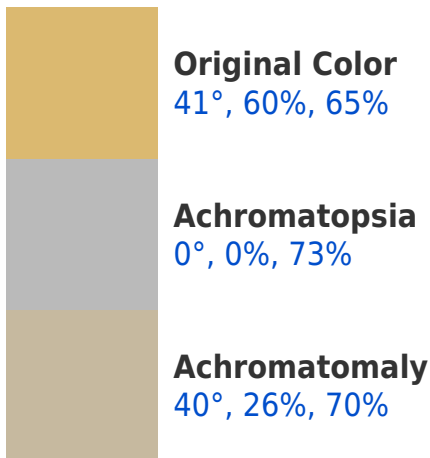 Original Color
41°, 60%, 65%
Achromatopsia
0°, 0%, 73%
Achromatomaly
40°, 26%, 70%